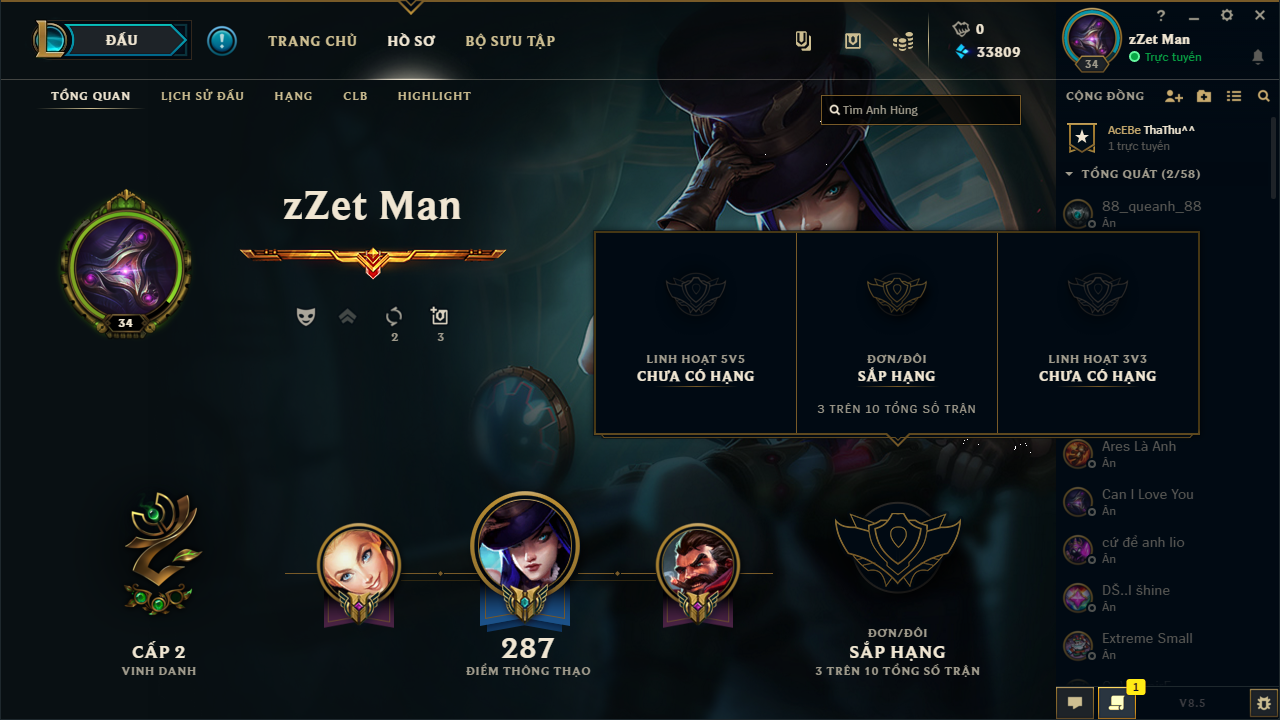 ĐẤU
TRANG CHỦ
HỒ SƠ
BỘ SƯU TẬP
0
33809
?
zZet Man
Trực tuyến
34
TỔNG QUAN
LỊCH SỬ ĐẤU
HẠNG
CLB
HIGHLIGHT
Tìm Anh Hùng
CỘNG ĐỒNG
AcEBe ThaThu^^
1 trực tuyến
TỔNG QUÁT (2/58)
88_queanh_88
Ẩn
zZet Man
34
2
3
LINH HOẠT 5V5
CHƯA CÓ HẠNG
ĐƠN/ĐÔI
SẮP HẠNG
3 TRÊN 10 TỔNG SỐ TRẬN
LINH HOẠT 3V3
CHƯA CÓ HẠNG
Ares Là Anh
Ẩn
Can I Love You
Ẩn
cứ để anh lio
Ẩn
DŠ..I šhine
Ẩn
Extreme Small
Ẩn
CẤP 2
VINH DANH
287
ĐIỂM THÔNG THẠO
ĐƠN/ĐÔI
SẮP HẠNG
3 TRÊN 10 TỔNG SỐ TRẬN
1
V8.5